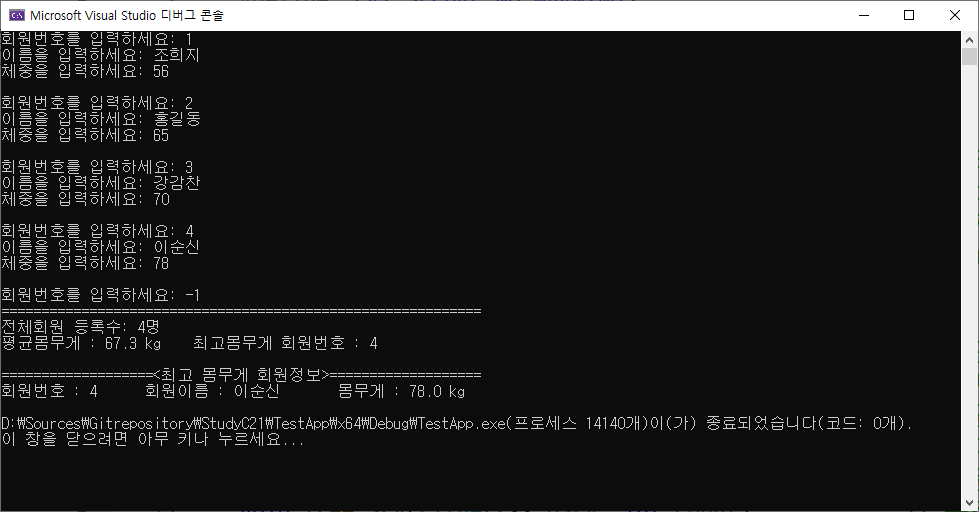 Microsoft Visual Studio 디버그 콘솔
회원번호를 입력하세요: 1
이름을 입력하세요: 조희지
체중을 입력하세요: 56
회원번호를 입력하세요: 2
이름을 입력하세요: 홍길동
체중을 입력하세요: 65
회원번호를 입력하세요: 3
이름을 입력하세요: 강감찬
체중을 입력하세요: 70
회원번호를 입력하세요: 4
이름을 입력하세요: 이순신
체중을 입력하세요: 78
회원번호를 입력하세요: -1
============================================================
전체회원 등록수: 4명
평균몸무게 : 67.3 kg    최고몸무게 회원번호 : 4
===================<최고 몸무게 회원정보>===================
회원번호 : 4      회원이름 : 이순신       몸무게 : 78.0 kg
D:₩Sources₩Gitrepository₩StudyC21₩TestApp₩x64₩Debug₩TestApp.exe(프로세스 14140개)이(가) 종료되었습니다(코드: 0개).
이 창을 닫으려면 아무 키나 누르세요...